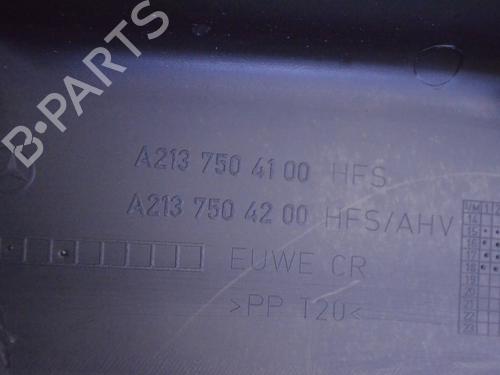 B·PARTS
A213 750 41 00 HFS
A213 750 42 00 HFS/AHV
EUWE CR
>PP T20<